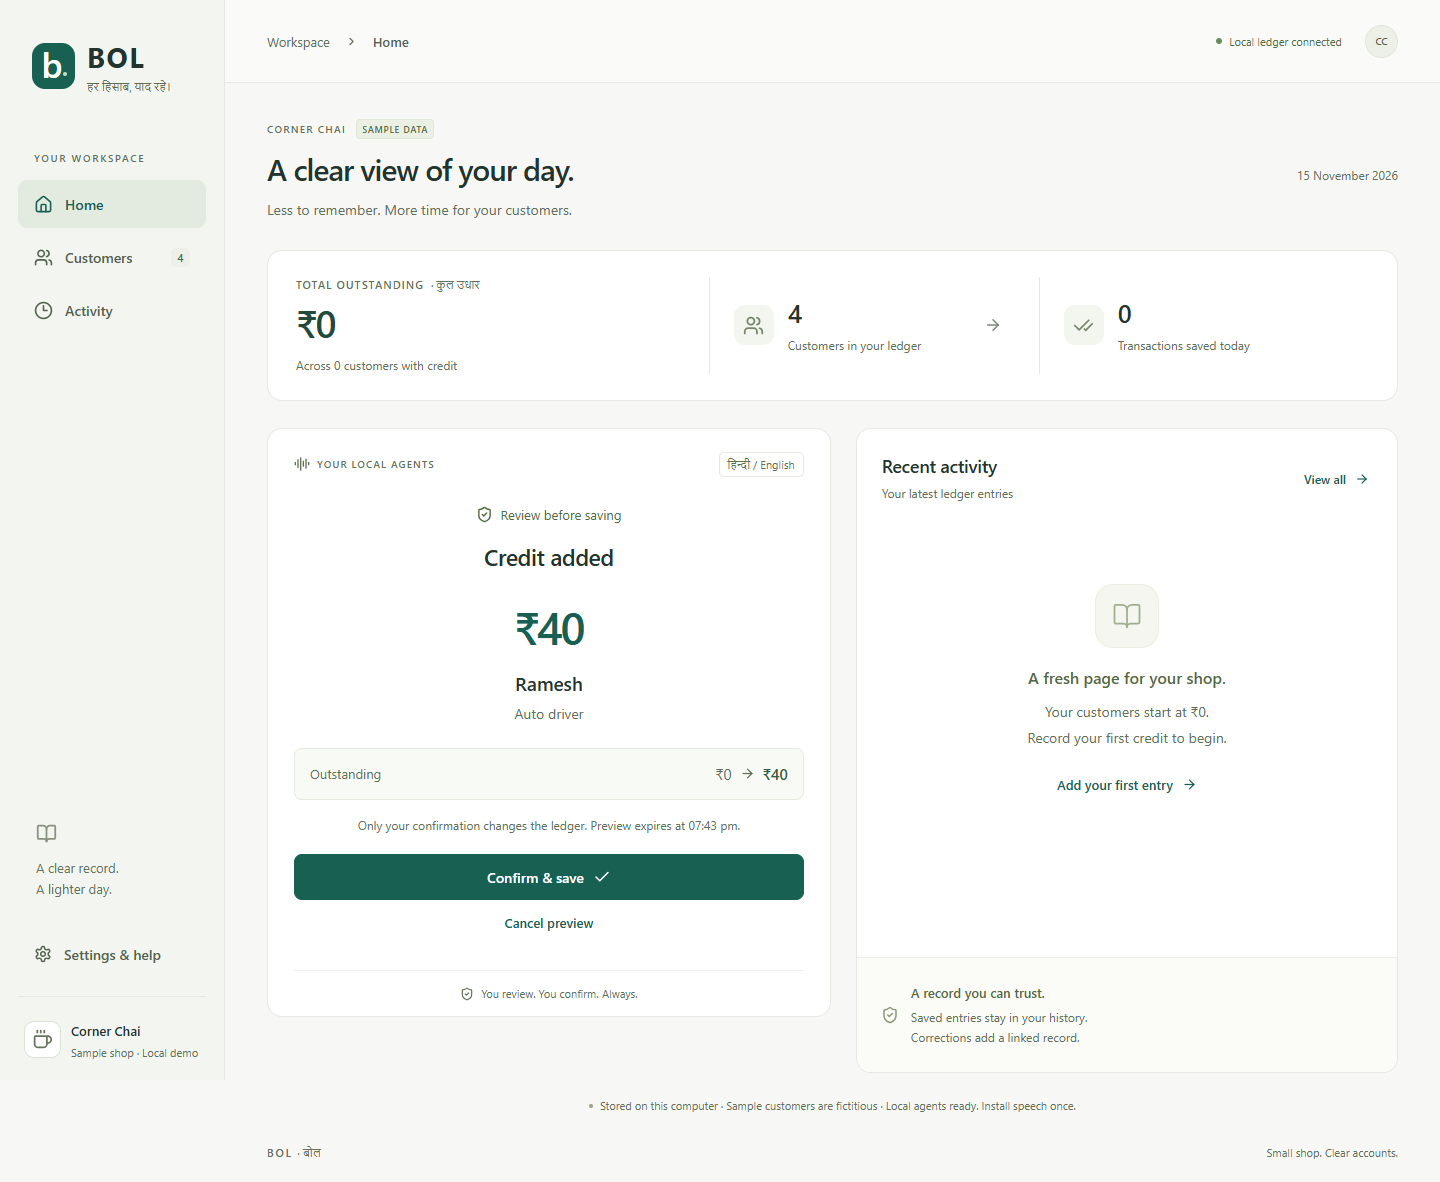 b.
BOL
हर हिसाब, याद रहे।
YOUR WORKSPACE
Home
Customers 4
Activity
A clear record.
A lighter day.
Settings & help
Corner Chai
Sample shop · Local demo
Workspace Home
Local ledger connected CC
CORNER CHAI SAMPLE DATA
A clear view of your day.
15 November 2026
Less to remember. More time for your customers.
TOTAL OUTSTANDING · कुल उधार
₹0
Across 0 customers with credit
4
Customers in your ledger
0
Transactions saved today
YOUR LOCAL AGENTS
हिन्दी / English
Review before saving
Credit added
₹40
Ramesh
Auto driver
Outstanding ₹0 → ₹40
Only your confirmation changes the ledger. Preview expires at 07:43 pm.
Confirm & save
Cancel preview
You review. You confirm. Always.
Recent activity
Your latest ledger entries
View all
A fresh page for your shop.
Your customers start at ₹0.
Record your first credit to begin.
Add your first entry
A record you can trust.
Saved entries stay in your history.
Corrections add a linked record.
Stored on this computer · Sample customers are fictitious · Local agents ready. Install speech once.
BOL · बोल
Small shop. Clear accounts.